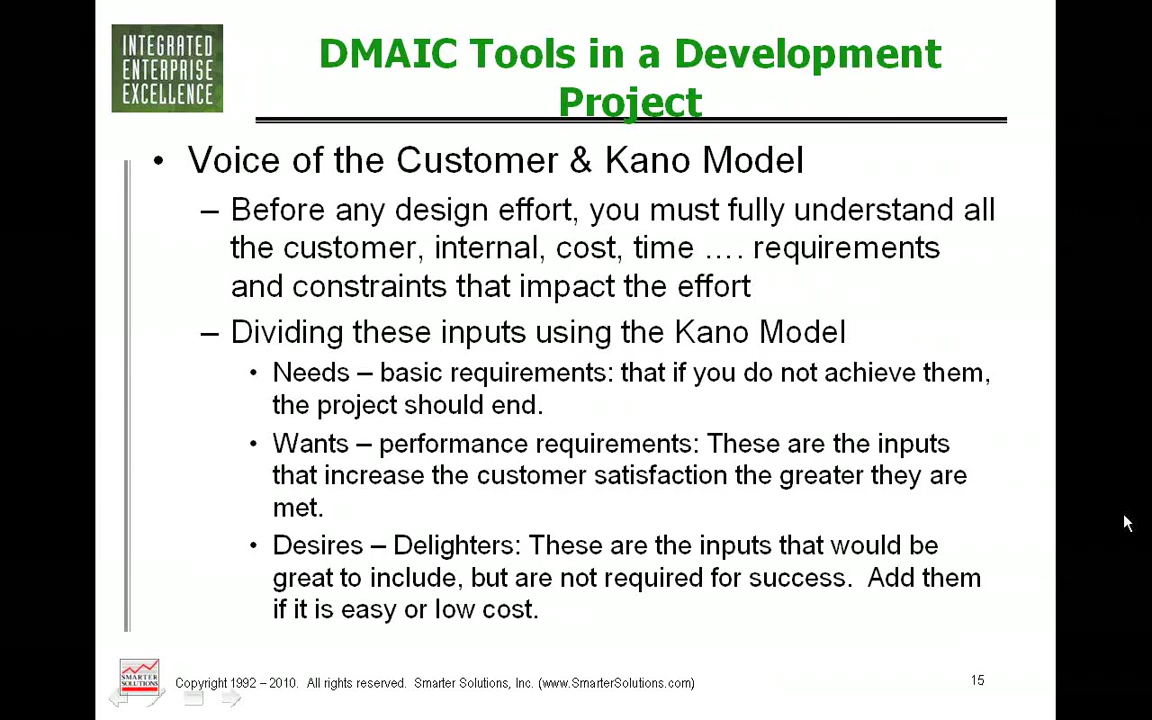 INTEGRATED
ENTERPRISE
EXCELLENCE
DMAIC Tools in a Development
Project
• Voice of the Customer & Kano Model
– Before any design effort, you must fully understand all
the customer, internal, cost, time …. requirements
and constraints that impact the effort
– Dividing these inputs using the Kano Model
• Needs – basic requirements: that if you do not achieve them,
the project should end.
• Wants – performance requirements: These are the inputs
that increase the customer satisfaction the greater they are
met.
• Desires – Delighters: These are the inputs that would be
great to include, but are not required for success.  Add them
if it is easy or low cost.
SMARTER
SOLUTIONS
Copyright 1992 – 2010.  All rights reserved.  Smarter Solutions, Inc. (www.SmarterSolutions.com)
15